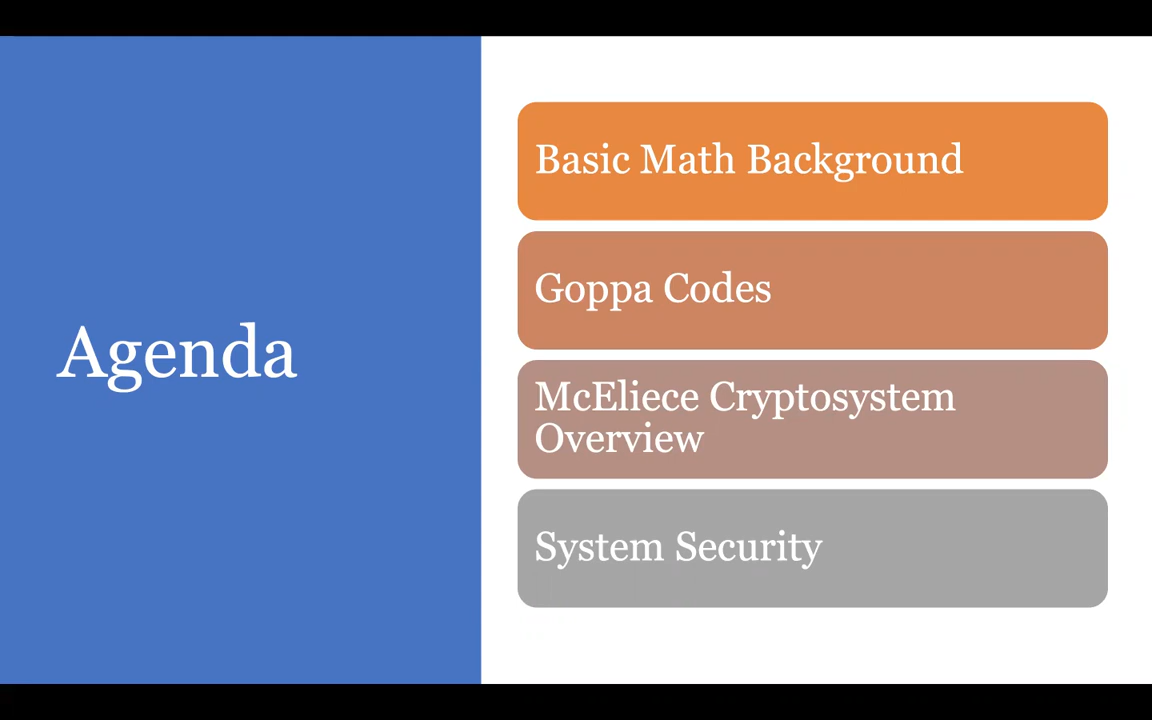 Agenda
Basic Math Background
Goppa Codes
McEliece Cryptosystem
Overview
System Security